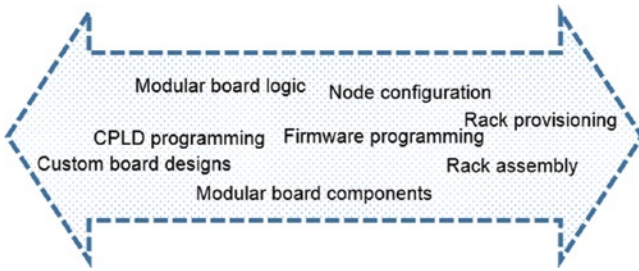 Modular board logic
Node configuration
Rack provisioning
CPLD programming
Firmware programming
Custom board designs
Rack assembly
Modular board components